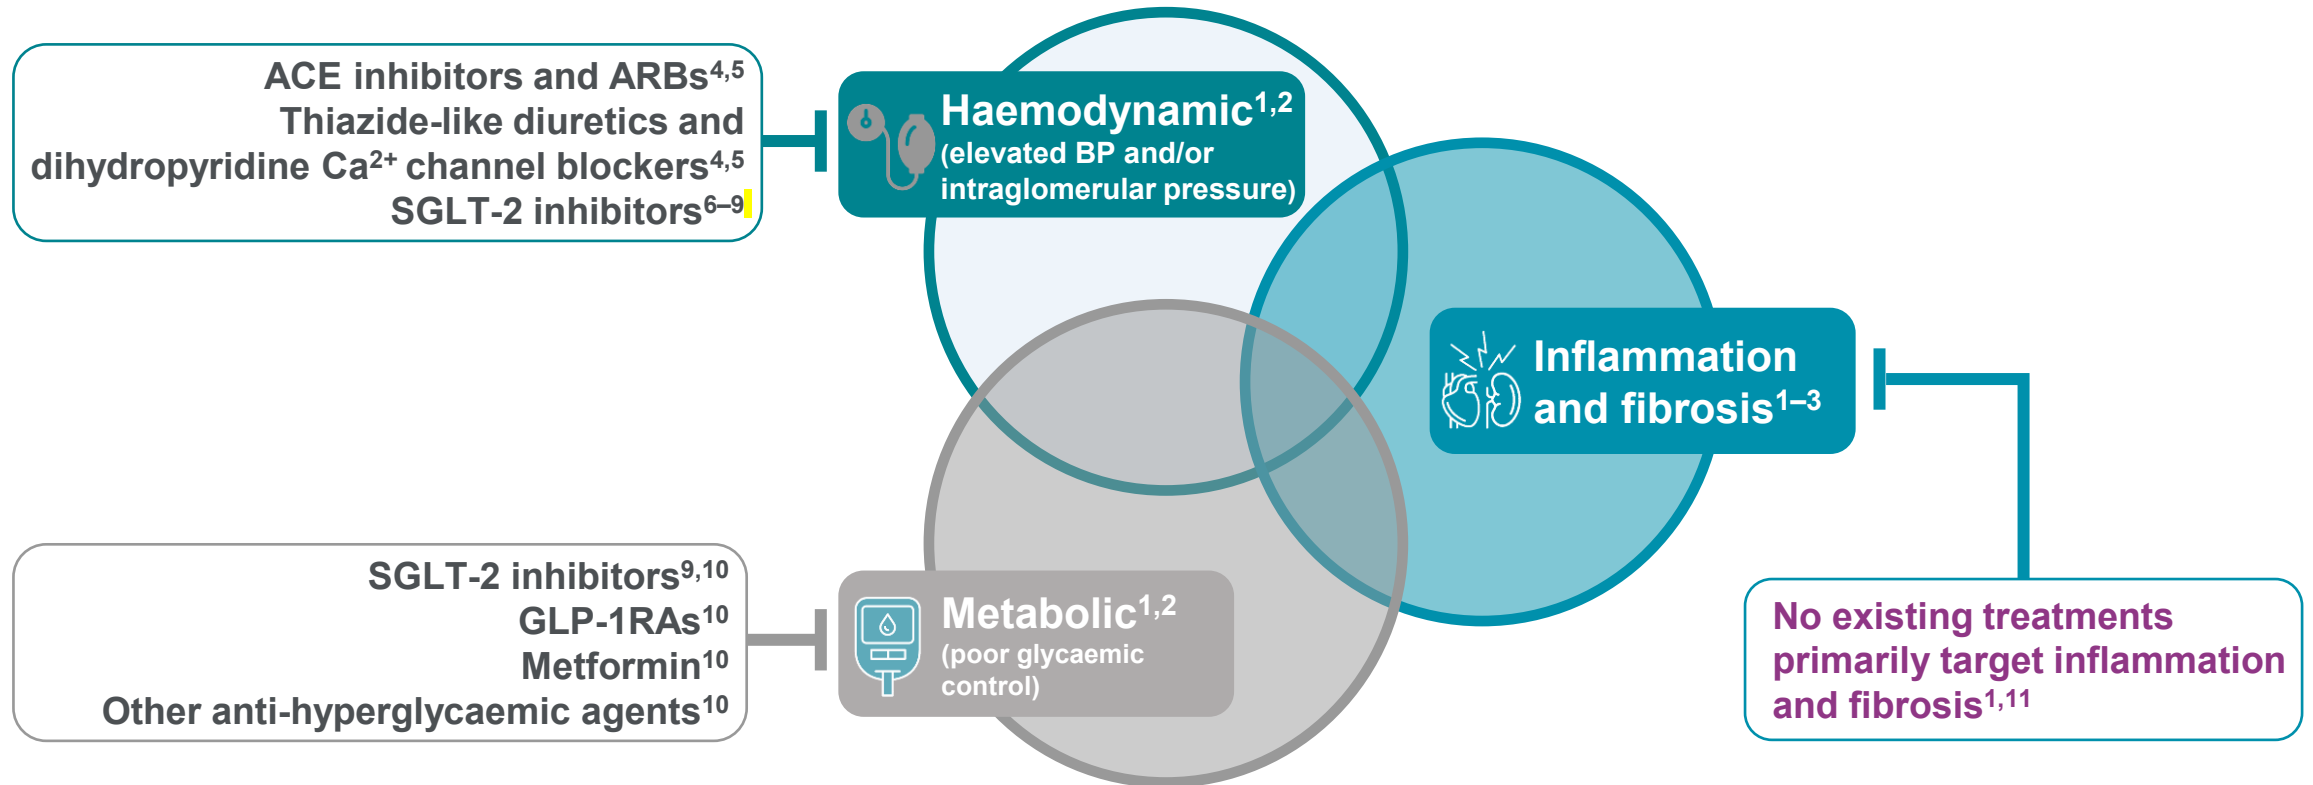 ACE inhibitors and ARBs⁴,⁵
Thiazide-like diuretics and
dihydropyridine Ca²⁺ channel blockers⁴,⁵
SGLT-2 inhibitors⁶⁻⁹
Haemodynamic¹,²
(elevated BP and/or
intraglomerular pressure)
Inflammation
and fibrosis¹⁻³
SGLT-2 inhibitors⁹,¹⁰
GLP-1RAs¹⁰
Metformin¹⁰
Other anti-hyperglycaemic agents¹⁰
Metabolic¹,²
(poor glycaemic
control)
No existing treatments
primarily target inflammation
and fibrosis¹,¹¹